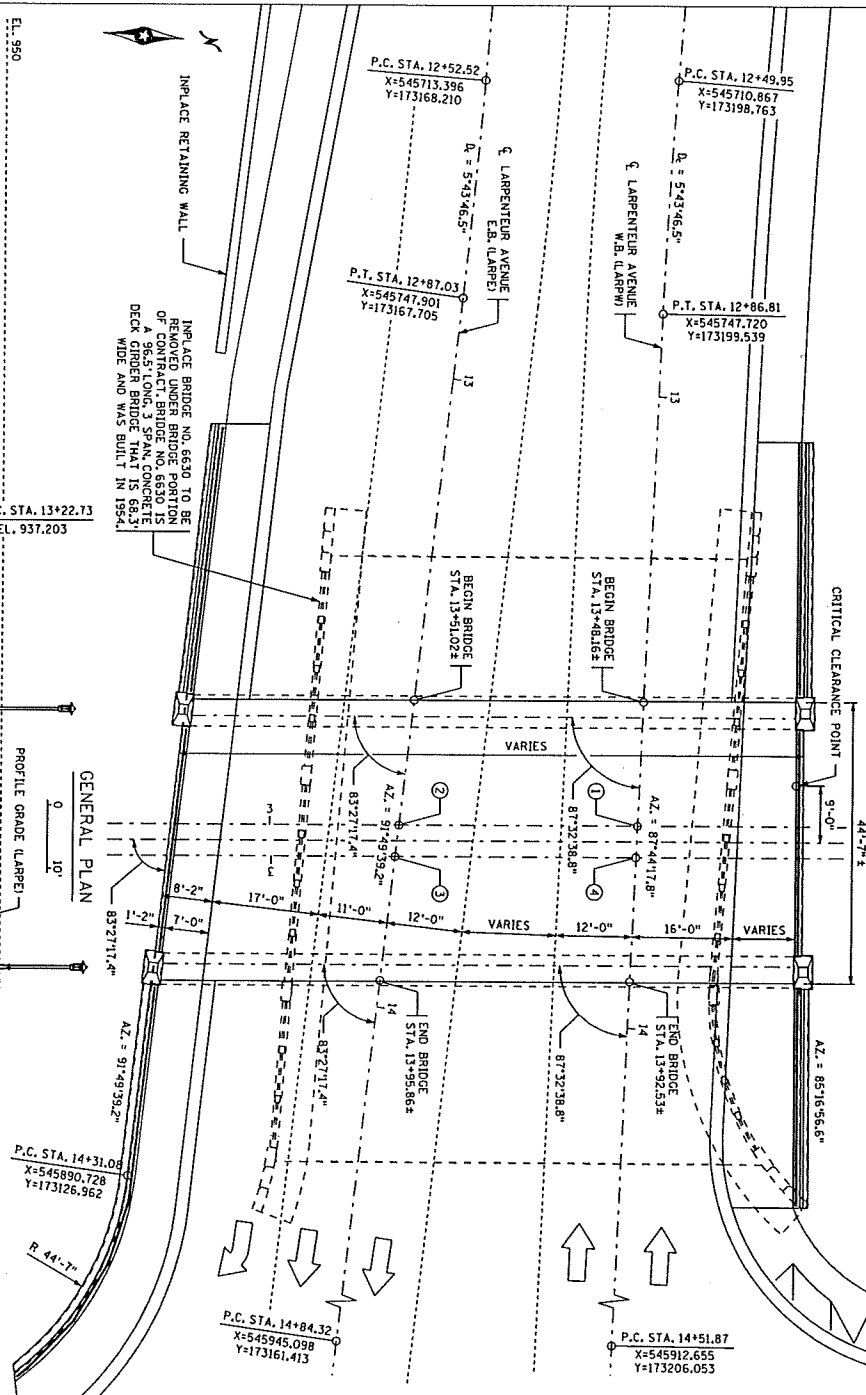 P.C. STA. 12+52.52
X=545713.396
Y=173168.210
P.C. STA. 12+49.95
X=545710.867
Y=173198.763
EL. 950
N
INPLACE RETAINING WALL
D_c = 5°43'46.5"
D_c = 5°43'46.5"
℄ LARPENTEUR AVENUE
E.B. (LARPE)
℄ LARPENTEUR AVENUE
W.B. (LARPW)
P.T. STA. 12+87.03
X=545747.901
Y=173167.705
P.T. STA. 12+86.81
X=545747.720
Y=173199.539
13
13
INPLACE BRIDGE NO. 6630 TO BE
REMOVED UNDER BRIDGE PORTION
OF CONTRACT. BRIDGE NO. 6630 IS
A 96.5' LONG, 3 SPAN, CONCRETE
DECK GIRDER BRIDGE THAT IS 68.3'
WIDE AND WAS BUILT IN 1954.
C. STA. 13+22.73
EL. 937.203
BEGIN BRIDGE
STA. 13+51.02±
BEGIN BRIDGE
STA. 13+48.16±
CRITICAL CLEARANCE POINT
9'-0"
44'-7"±
VARIES
83°27'17.4"
87°32'38.8"
AZ. = 91°49'39.2"
AZ. = 87°44'17.8"
2
1
3
4
GENERAL PLAN
0 10'
PROFILE GRADE (LARPE)
3
3
83°27'17.4"
8'-2"
1'-2"
7'-0"
17'-0"
11'-0"
12'-0"
VARIES
12'-0"
16'-0"
VARIES
83°27'17.4"
87°32'38.8"
14
14
END BRIDGE
STA. 13+95.86±
END BRIDGE
STA. 13+92.53±
AZ. = 91°49'39.2"
AZ. = 85°16'56.6"
P.C. STA. 14+31.08
X=545890.728
Y=173126.962
R 44'-7"
P.C. STA. 14+84.32
X=545945.098
Y=173161.413
P.C. STA. 14+51.87
X=545912.655
Y=173206.053